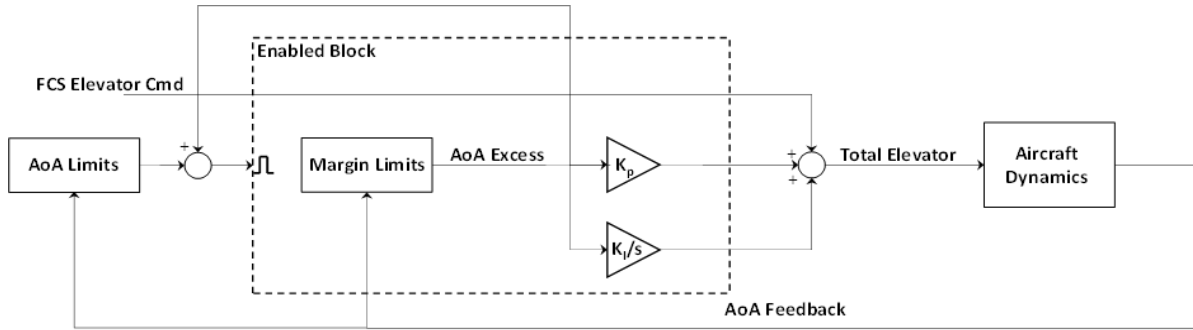 Enabled Block
FCS Elevator Cmd
+
AoA Limits
Margin Limits
AoA Excess
Kp
+
+
Total Elevator
Aircraft
Dynamics
KI/s
AoA Feedback